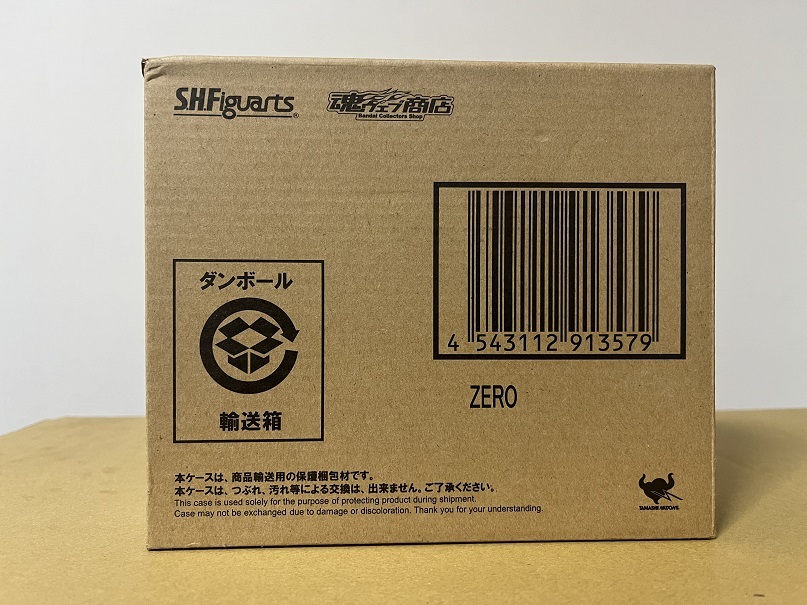 S.H.Figuarts®
魂ウェブ商店
Bandai Collectors Shop
4 543112 913579
ダンボール
輸送箱
ZERO
本ケースは、商品輸送用の保護梱包材です。
本ケースは、つぶれ、汚れ等による交換は、出来ません。ご了承ください。
This case is used solely for the purpose of protecting product during shipment.
Case may not be exchanged due to damage or discoloration. Thank you for your understanding.
TAMASHII NATIONS